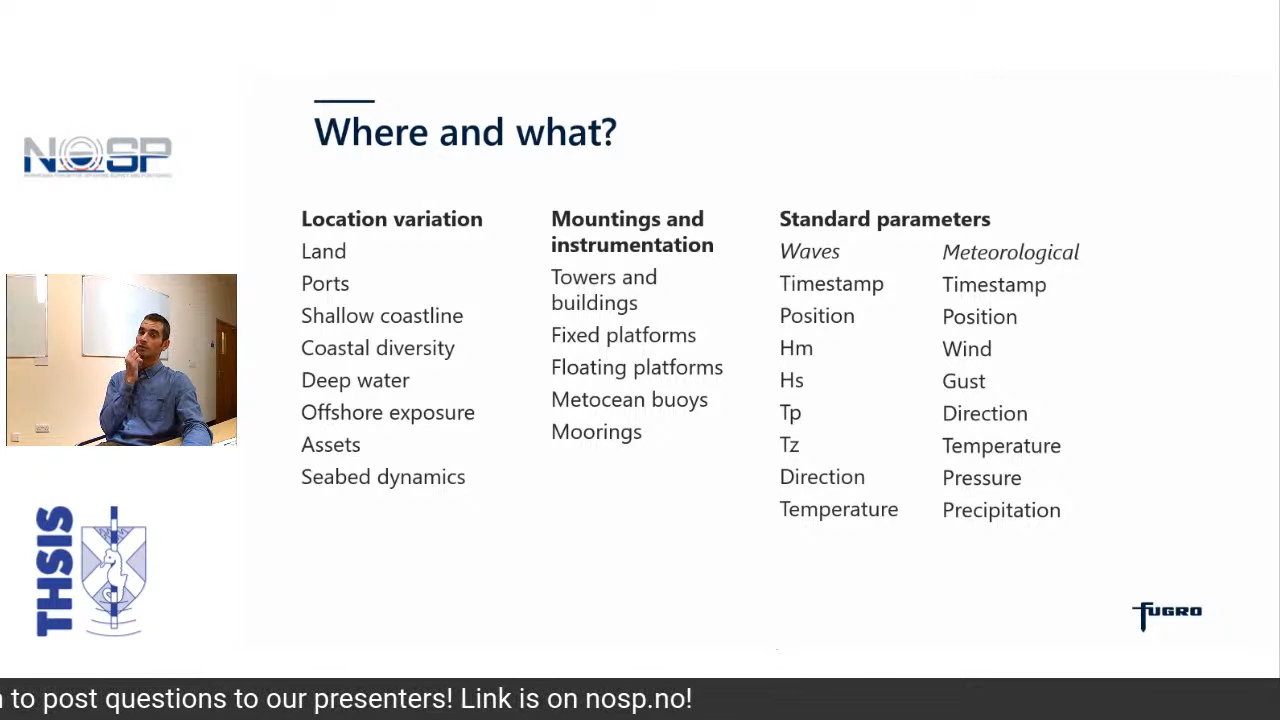 NOSP
THSIS
Where and what?
Location variation
Land
Ports
Shallow coastline
Coastal diversity
Deep water
Offshore exposure
Assets
Seabed dynamics
Mountings and
instrumentation
Towers and
buildings
Fixed platforms
Floating platforms
Metocean buoys
Moorings
Standard parameters
Waves
Timestamp
Position
Hm
Hs
Tp
Tz
Direction
Temperature
Meteorological
Timestamp
Position
Wind
Gust
Direction
Temperature
Pressure
Precipitation
FUGRO
to post questions to our presenters! Link is on nosp.no!